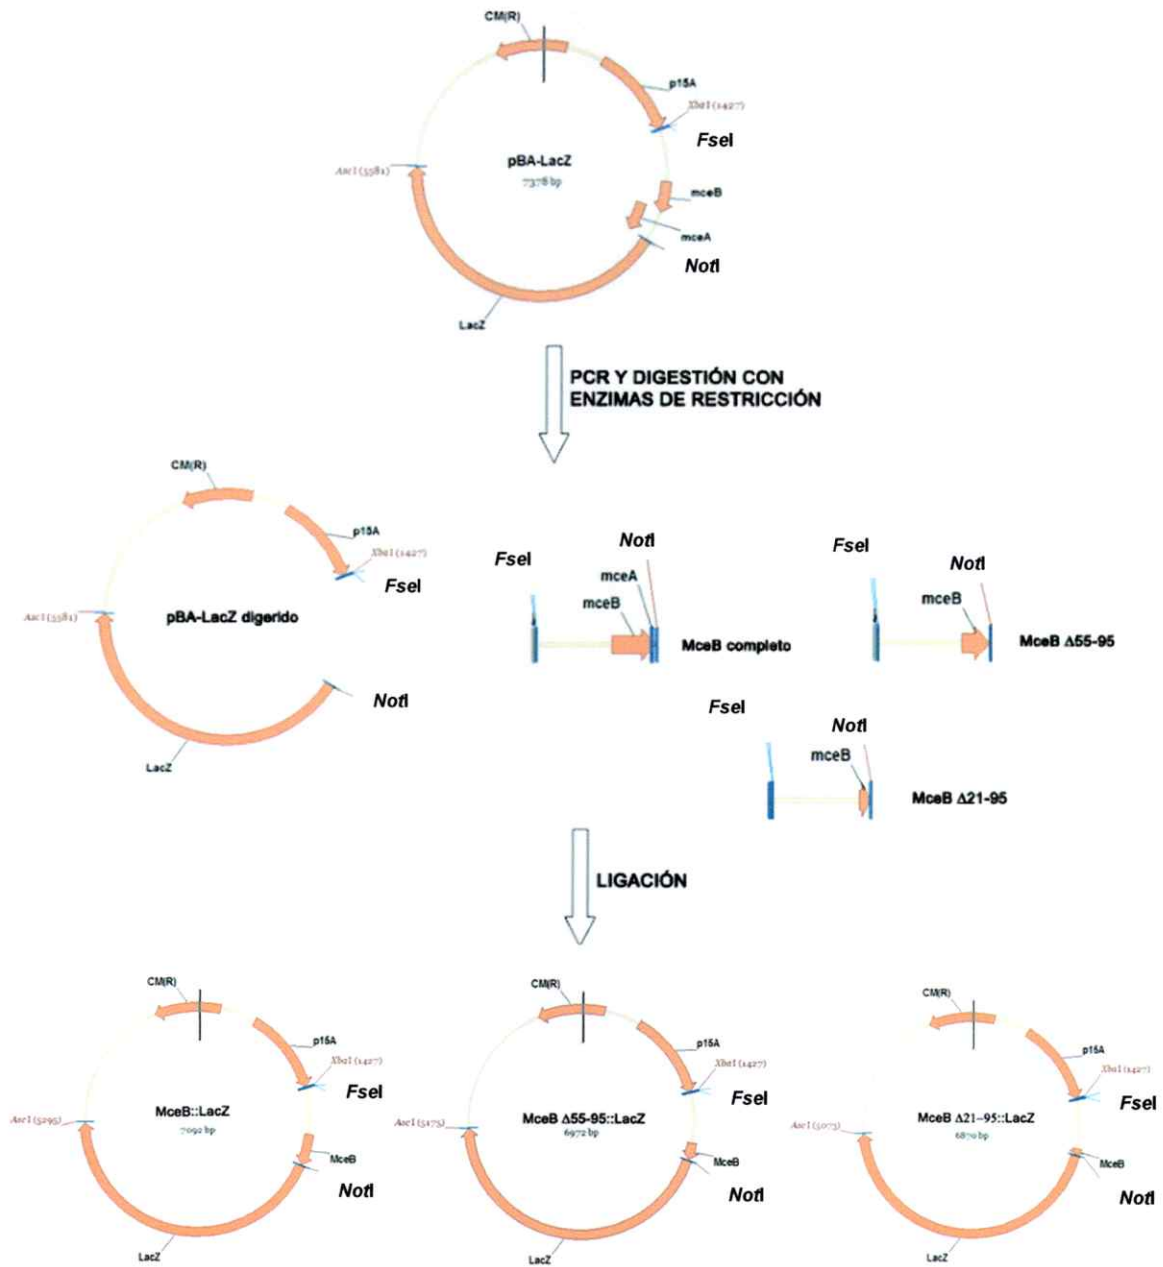 CM(R)
p15A
XbaI (1427)
FseI
pBA-LacZ
7378 bp
AscI (5581)
mceB
mceA
NotI
LacZ
PCR Y DIGESTIÓN CON
ENZIMAS DE RESTRICCIÓN
CM(R)
p15A
XbaI (1427)
FseI
AscI (5581)
pBA-LacZ digerido
NotI
LacZ
FseI
NotI
mceA
mceB
MceB completo
FseI
NotI
mceB
MceB Δ55-95
FseI
NotI
mceB
MceB Δ21-95
LIGACIÓN
CM(R)
p15A
XbaI (1427)
FseI
MceB::LacZ
7092 bp
AscI (5295)
MceB
NotI
LacZ
CM(R)
p15A
XbaI (1427)
FseI
MceB Δ55-95::LacZ
6972 bp
AscI (5175)
MceB
NotI
LacZ
CM(R)
p15A
XbaI (1427)
FseI
MceB Δ21-95::LacZ
6870 bp
AscI (5073)
MceB
NotI
LacZ